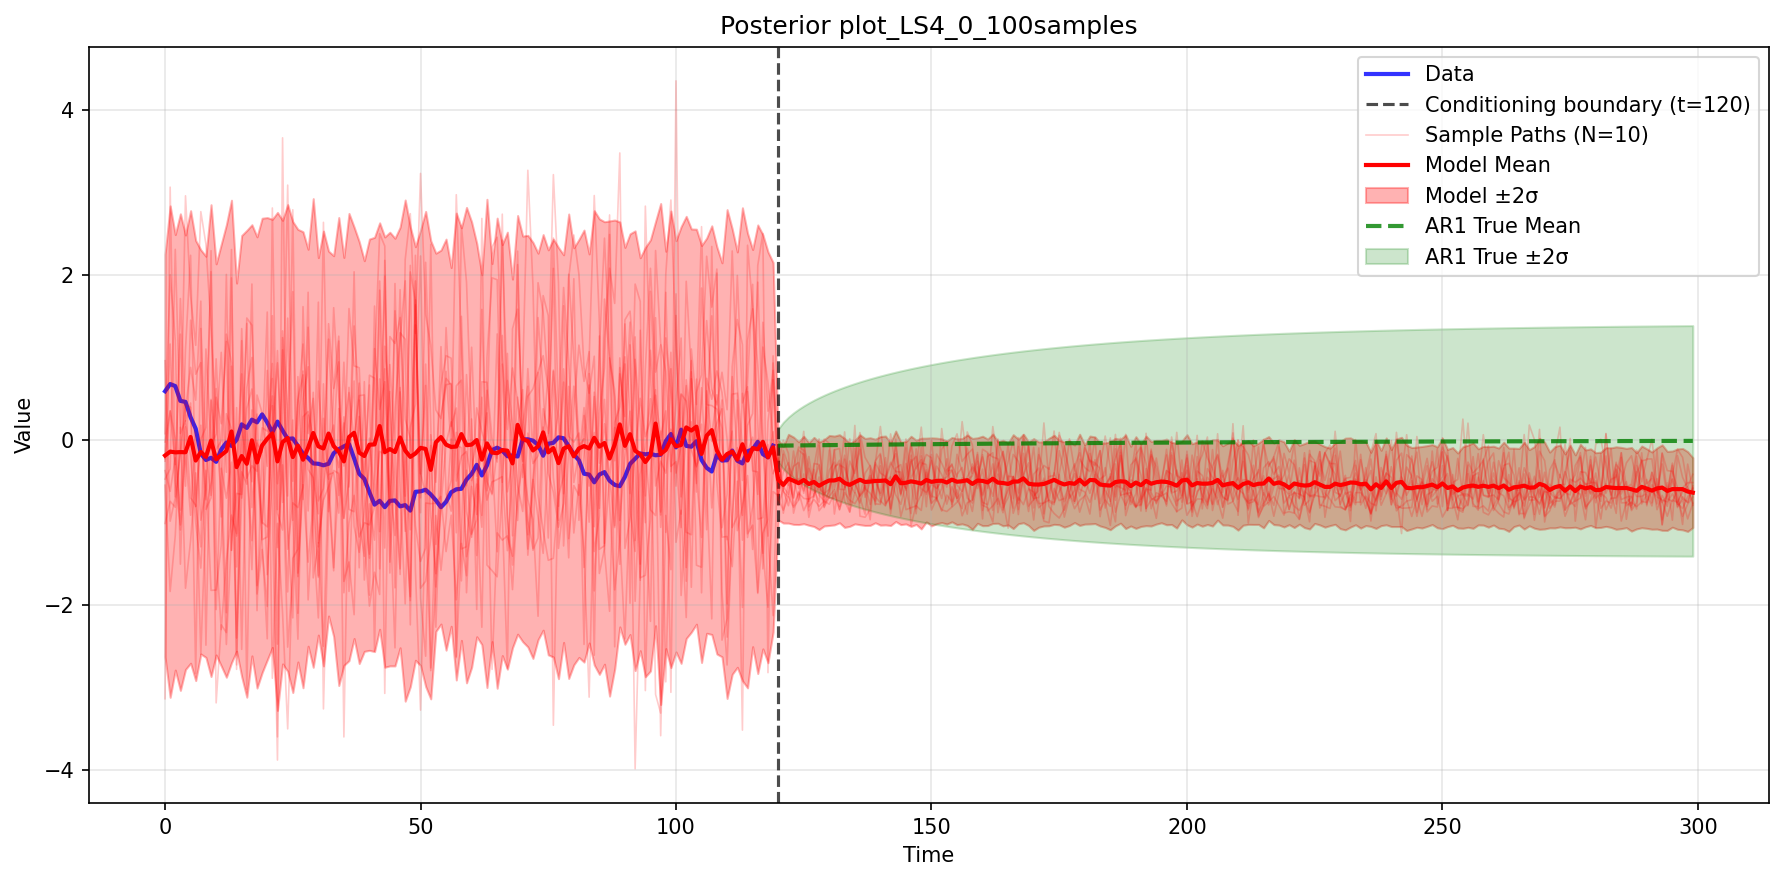 Posterior plot_LS4_0_100samples
Data
Conditioning boundary (t=120)
Sample Paths (N=10)
Model Mean
Model ±2σ
AR1 True Mean
AR1 True ±2σ
Value
4
2
0
−2
−4
0 50 100 150 200 250 300
Time